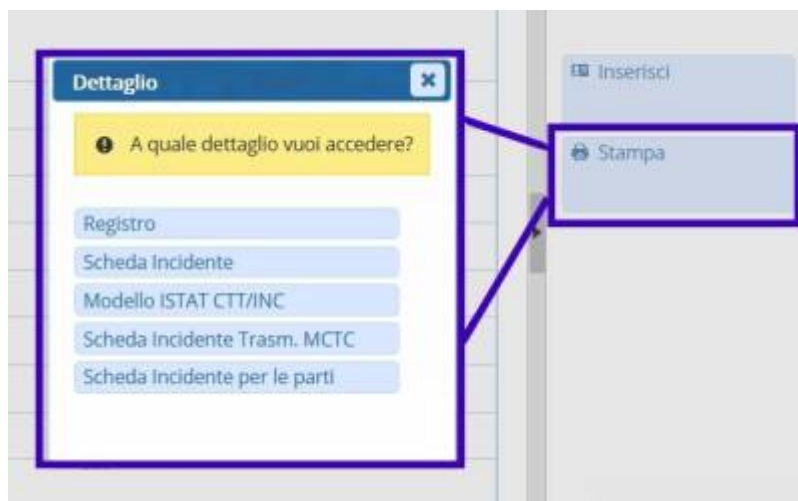 Dettaglio
A quale dettaglio vuoi accedere?
Registro
Scheda Incidente
Modello ISTAT CTT/INC
Scheda Incidente Trasm. MCTC
Scheda Incidente per le parti
Inserisci
Stampa